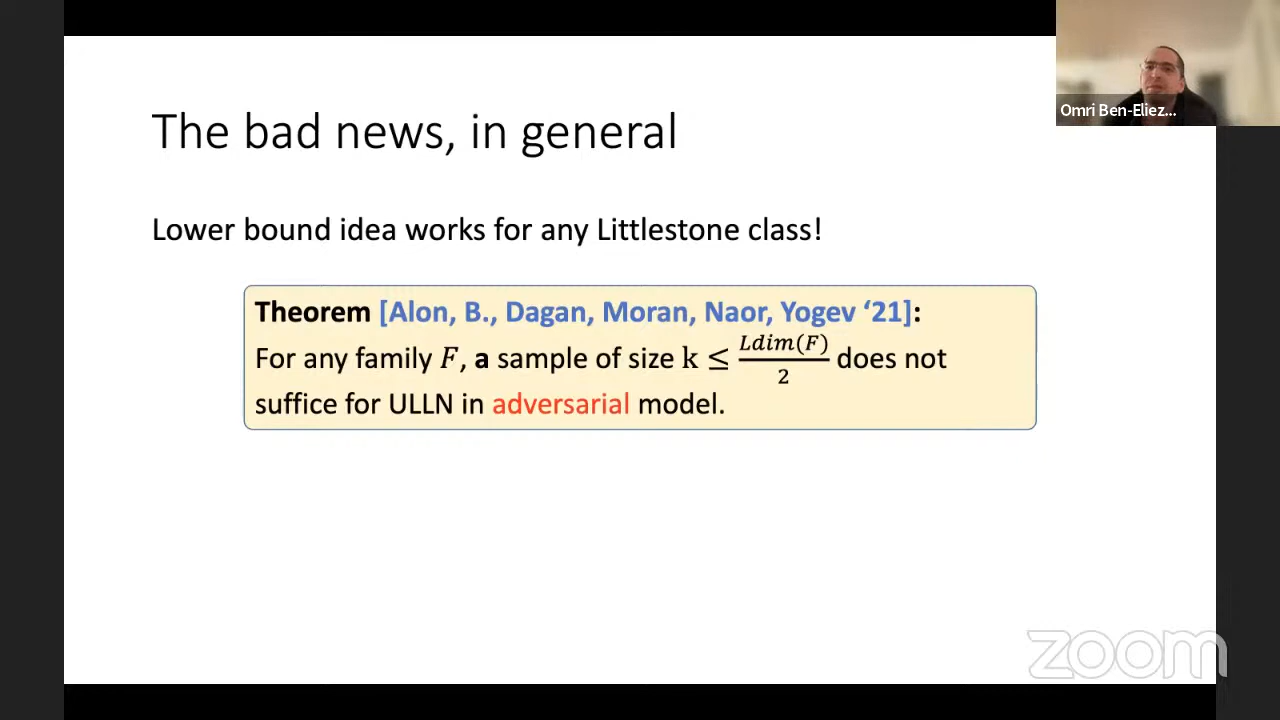 Omri Ben-Eliez...
The bad news, in general
Lower bound idea works for any Littlestone class!
Theorem [Alon, B., Dagan, Moran, Naor, Yogev ‘21]:
For any family F, a sample of size k ≤ Ldim(F)/2 does not
suffice for ULLN in adversarial model.
zoom